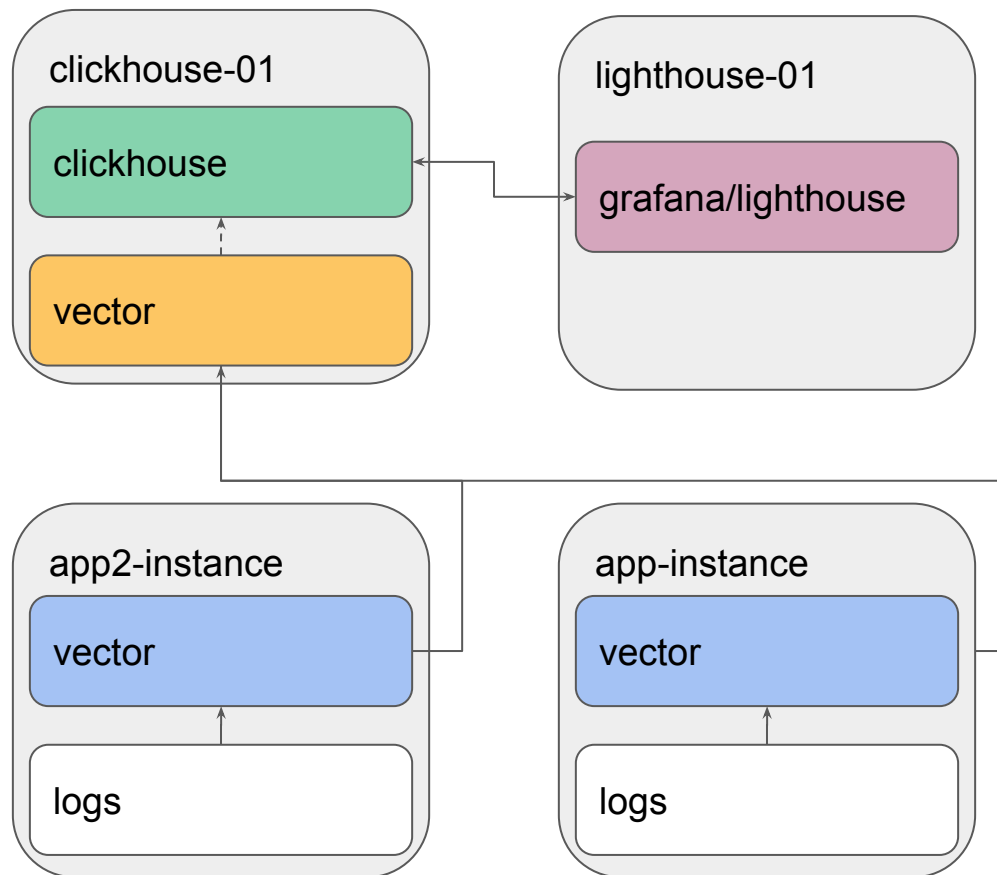 clickhouse-01
clickhouse
vector
lighthouse-01
grafana/lighthouse
app2-instance
vector
logs
app-instance
vector
logs